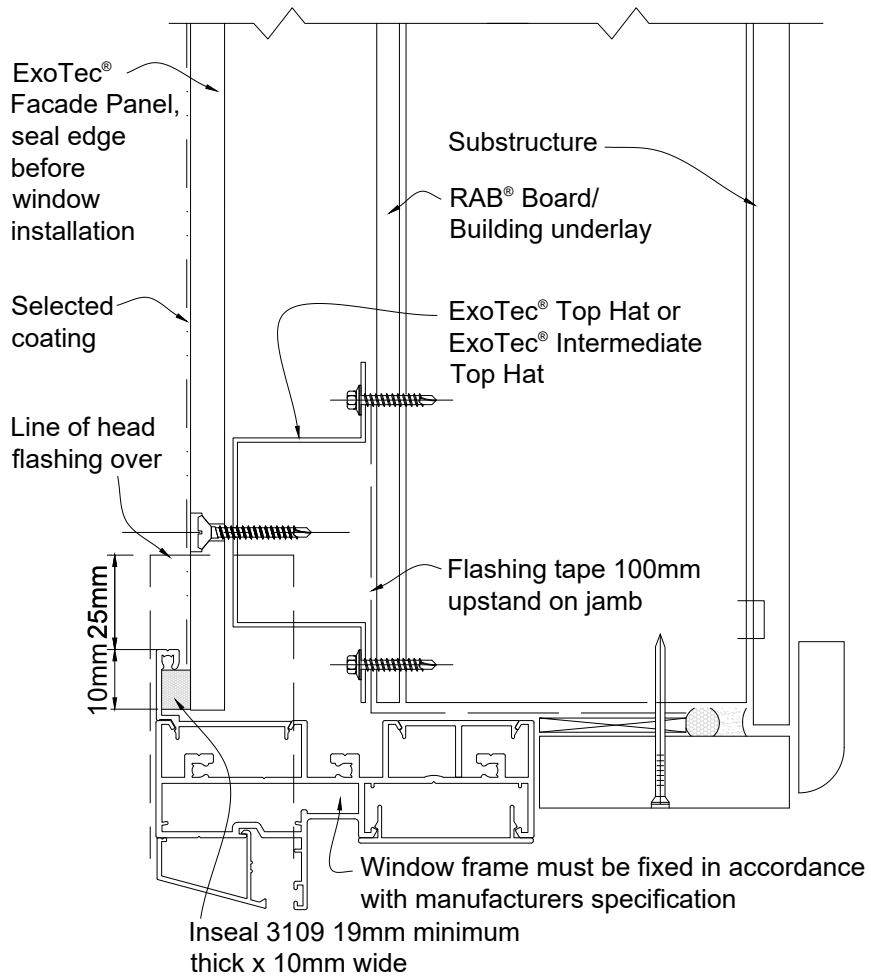 ExoTec®
Facade Panel,
seal edge
before
window
installation
Substructure
RAB® Board/
Building underlay
Selected
coating
ExoTec® Top Hat or
ExoTec® Intermediate
Top Hat
Line of head
flashing over
Flashing tape 100mm
upstand on jamb
25mm
10mm
Window frame must be fixed in accordance
with manufacturers specification
Inseal 3109 19mm minimum
thick x 10mm wide